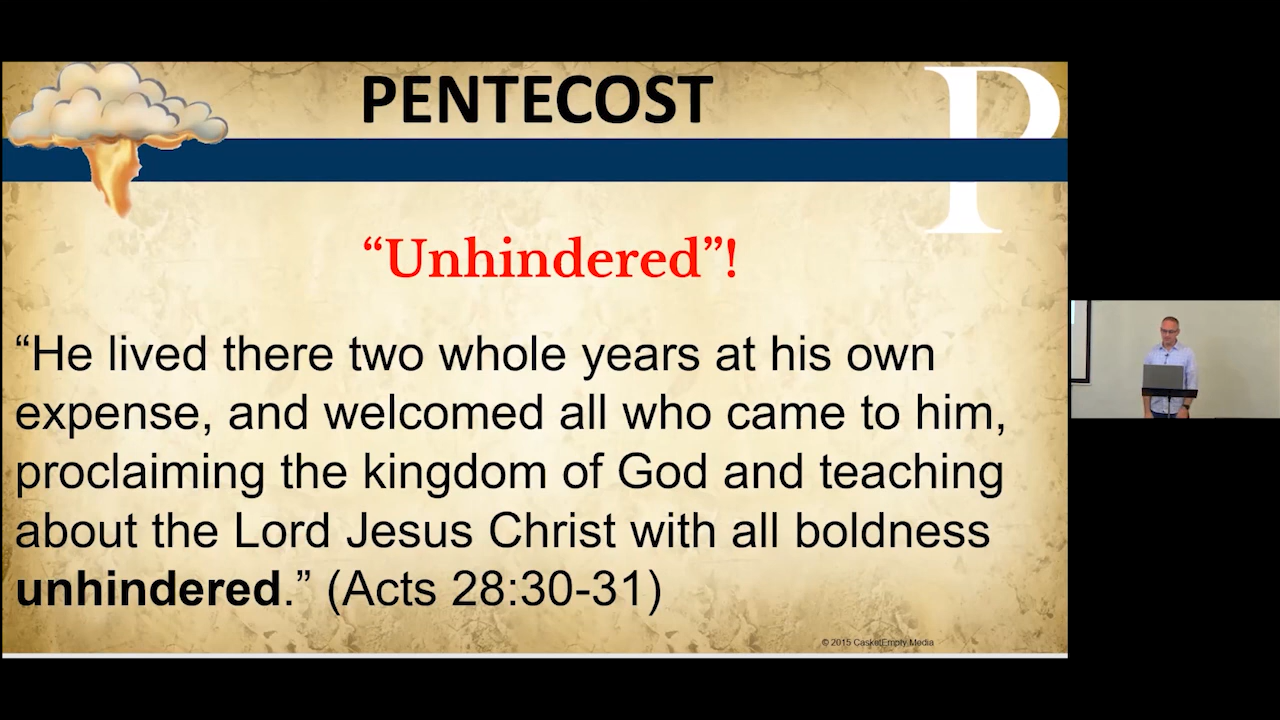 PENTECOST
P
“Unhindered”!
“He lived there two whole years at his own
expense, and welcomed all who came to him,
proclaiming the kingdom of God and teaching
about the Lord Jesus Christ with all boldness
unhindered.” (Acts 28:30-31)
© 2015 CasketEmpty Media